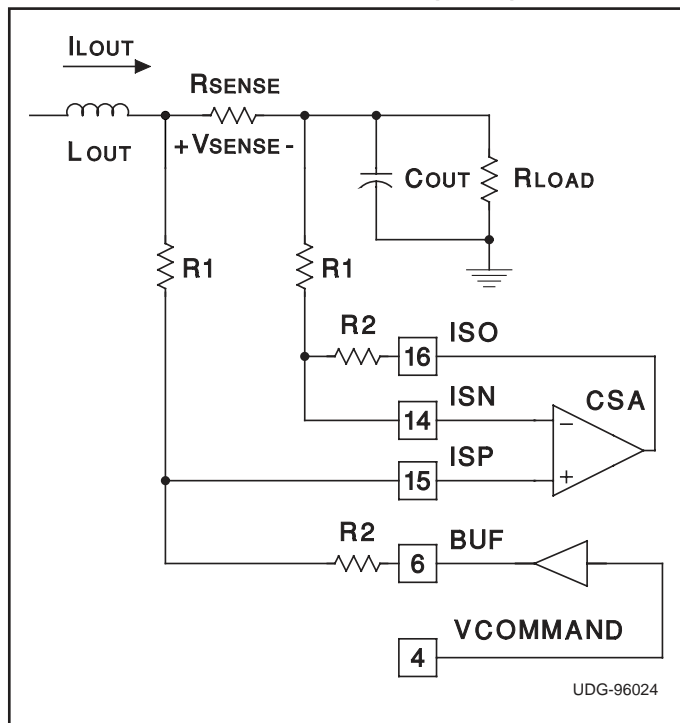 ILOUT
RSENSE
LOUT
+VSENSE-
COUT
RLOAD
R1
R1
R2
16
ISO
CSA
14
ISN
−
15
ISP
+
R2
6
BUF
VCOMMAND
4
UDG-96024